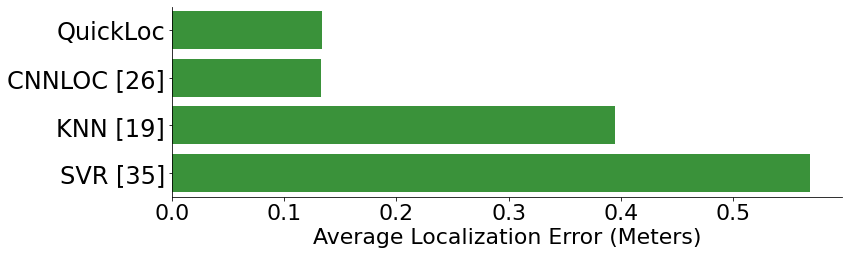 QuickLoc
CNNLOC [26]
KNN [19]
SVR [35]
0.0 0.1 0.2 0.3 0.4 0.5
Average Localization Error (Meters)